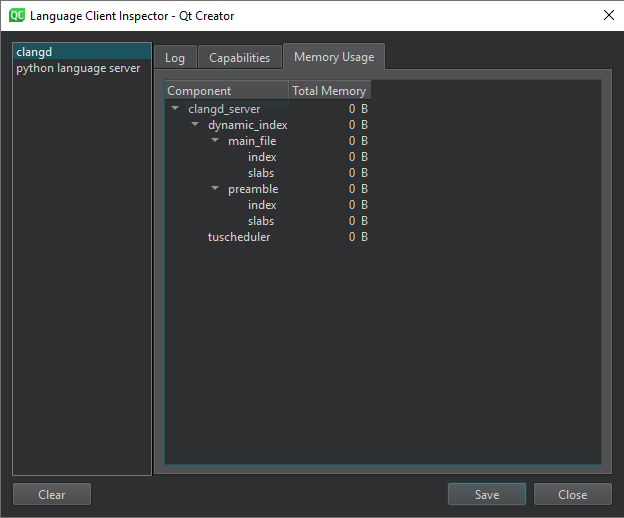 QC Language Client Inspector - Qt Creator
clangd
python language server
Log Capabilities Memory Usage
Component Total Memory
clangd_server 0 B
dynamic_index 0 B
main_file 0 B
index 0 B
slabs 0 B
preamble 0 B
index 0 B
slabs 0 B
tuscheduler 0 B
Clear Save Close